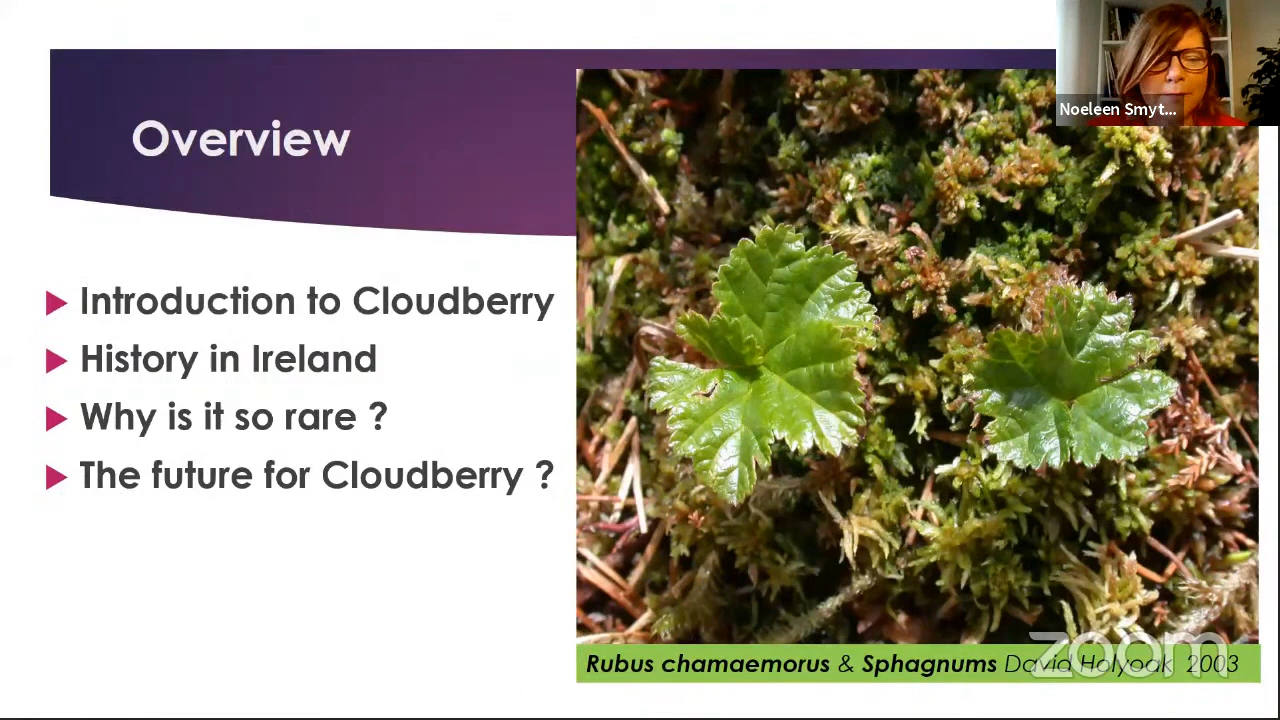 Noeleen Smyt...
Overview
Introduction to Cloudberry
History in Ireland
Why is it so rare ?
The future for Cloudberry ?
Rubus chamaemorus & Sphagnums David Holyoak 2003
zoom